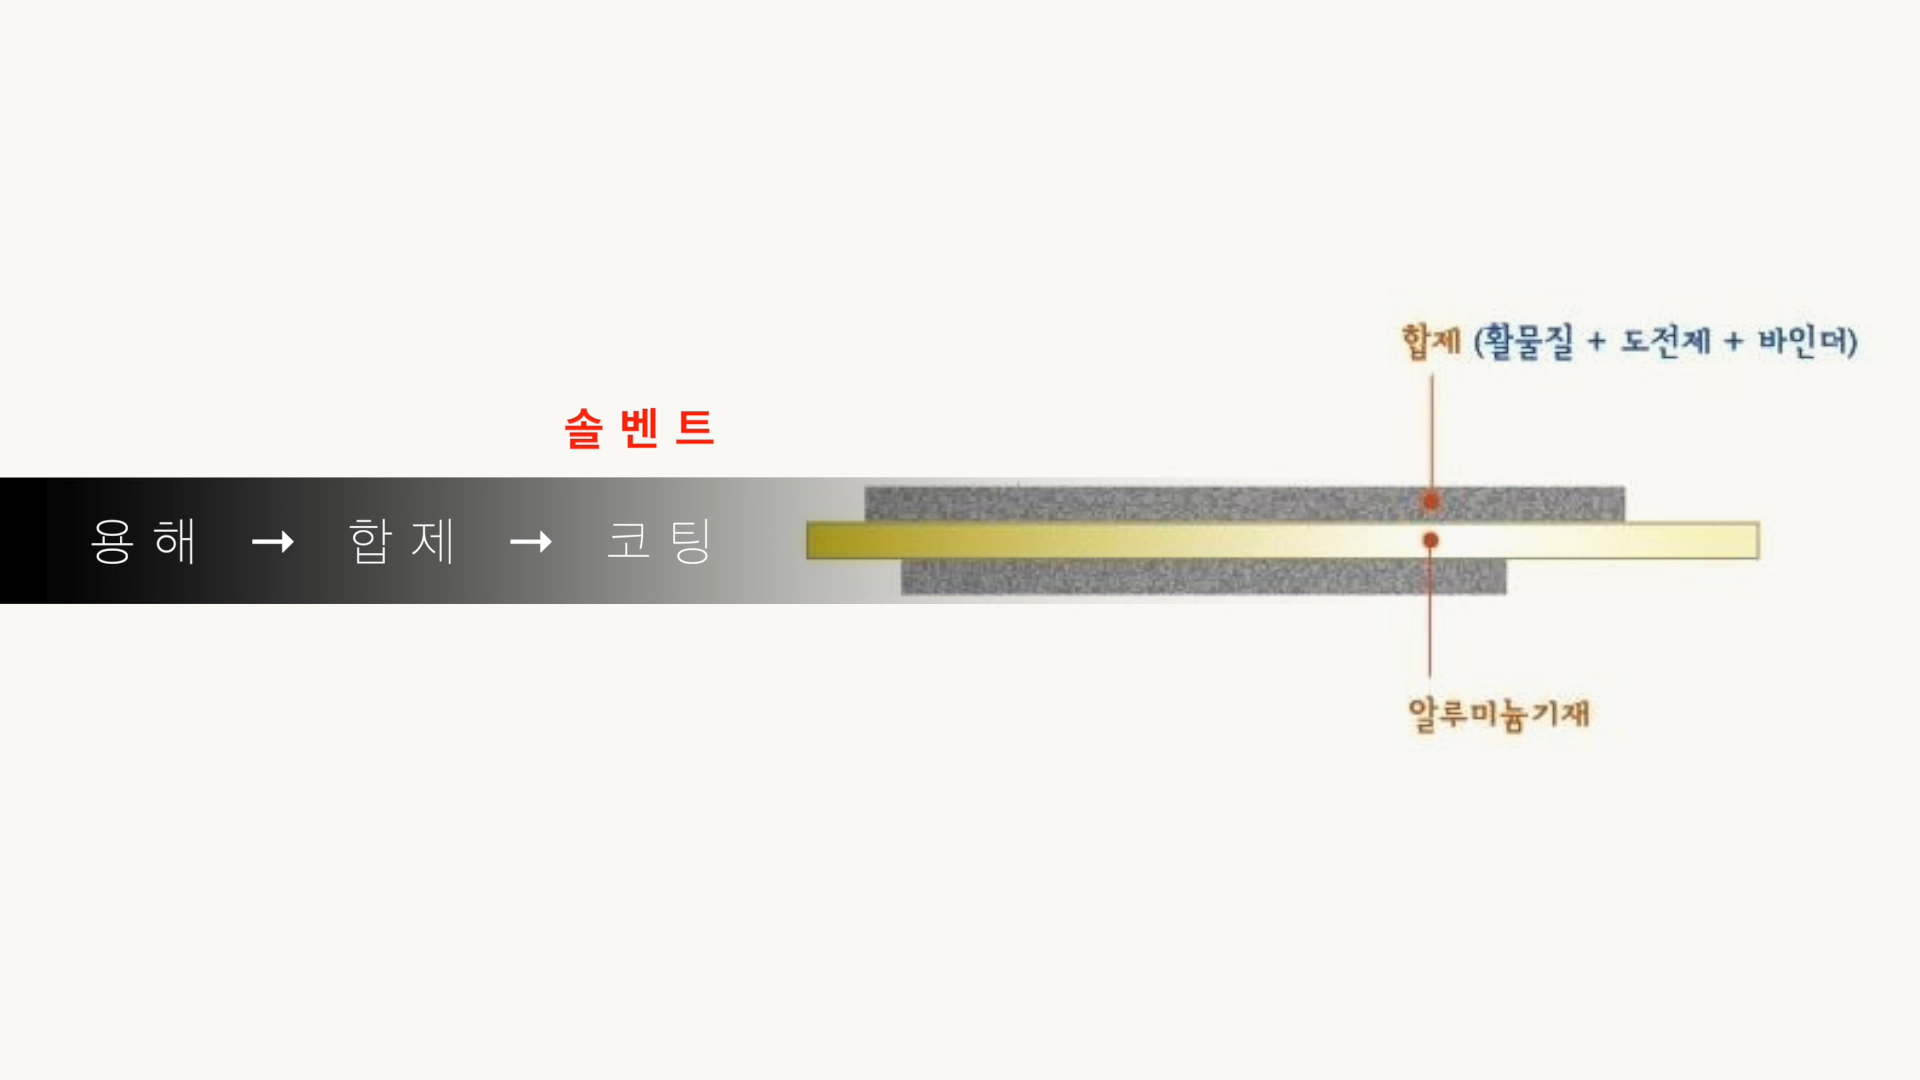 합제 (활물질 + 도전제 + 바인더)
솔벤트
용해 → 합제 → 코팅
알루미늄기재